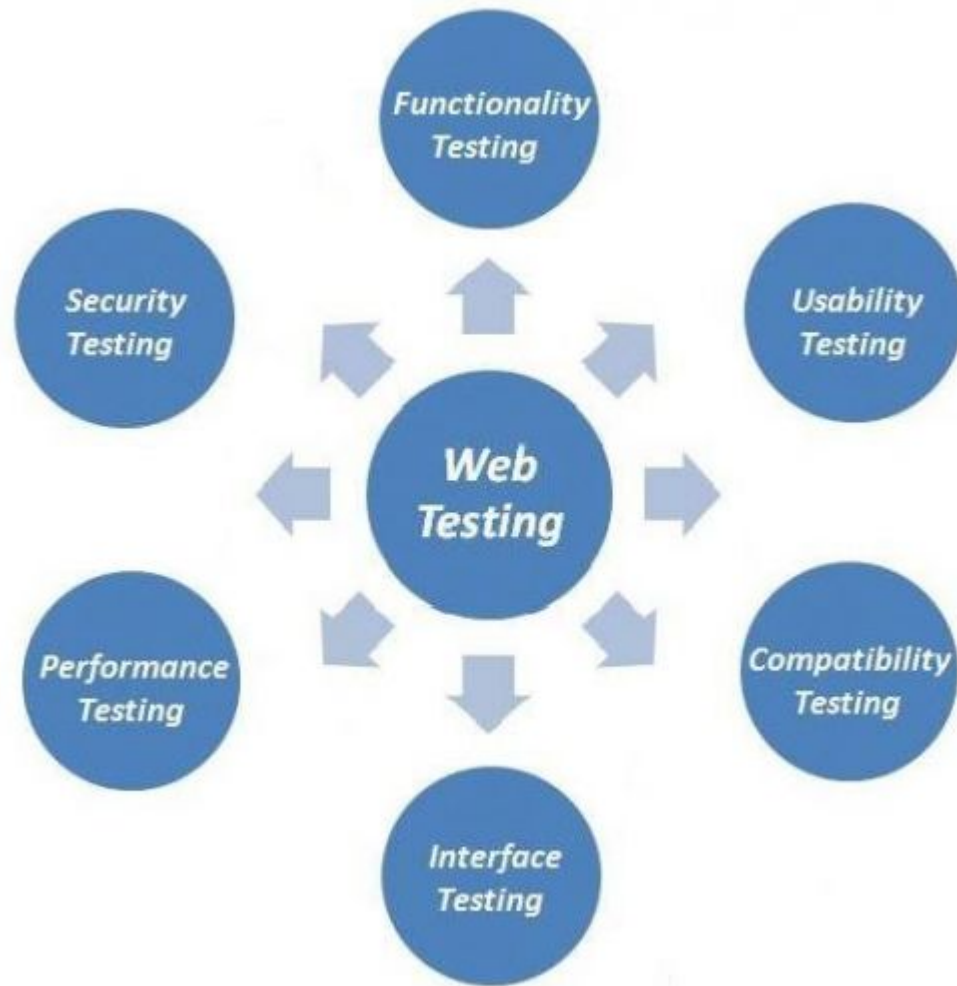 Functionality
Testing
Security
Testing
Usability
Testing
Web
Testing
Performance
Testing
Compatibility
Testing
Interface
Testing